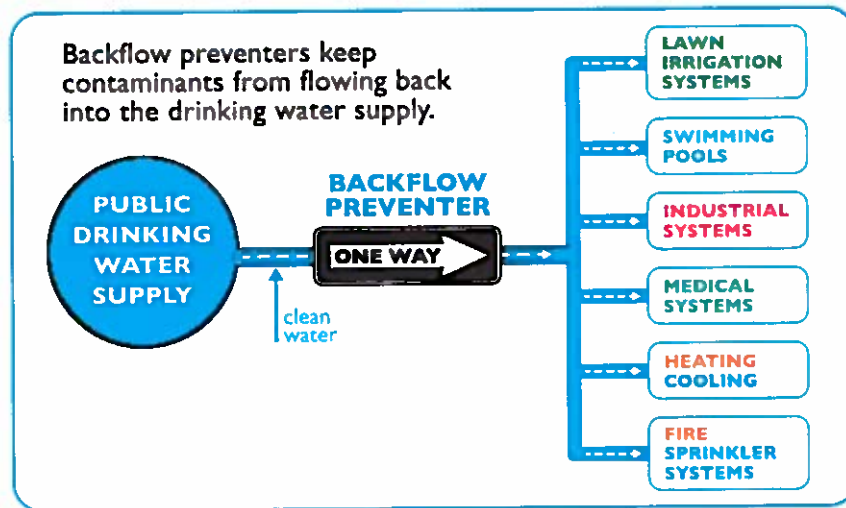 Backflow preventers keep
contaminants from flowing back
into the drinking water supply.
PUBLIC
DRINKING
WATER
SUPPLY
clean
water
BACKFLOW
PREVENTER
ONE WAY
LAWN
IRRIGATION
SYSTEMS
SWIMMING
POOLS
INDUSTRIAL
SYSTEMS
MEDICAL
SYSTEMS
HEATING
COOLING
FIRE
SPRINKLER
SYSTEMS